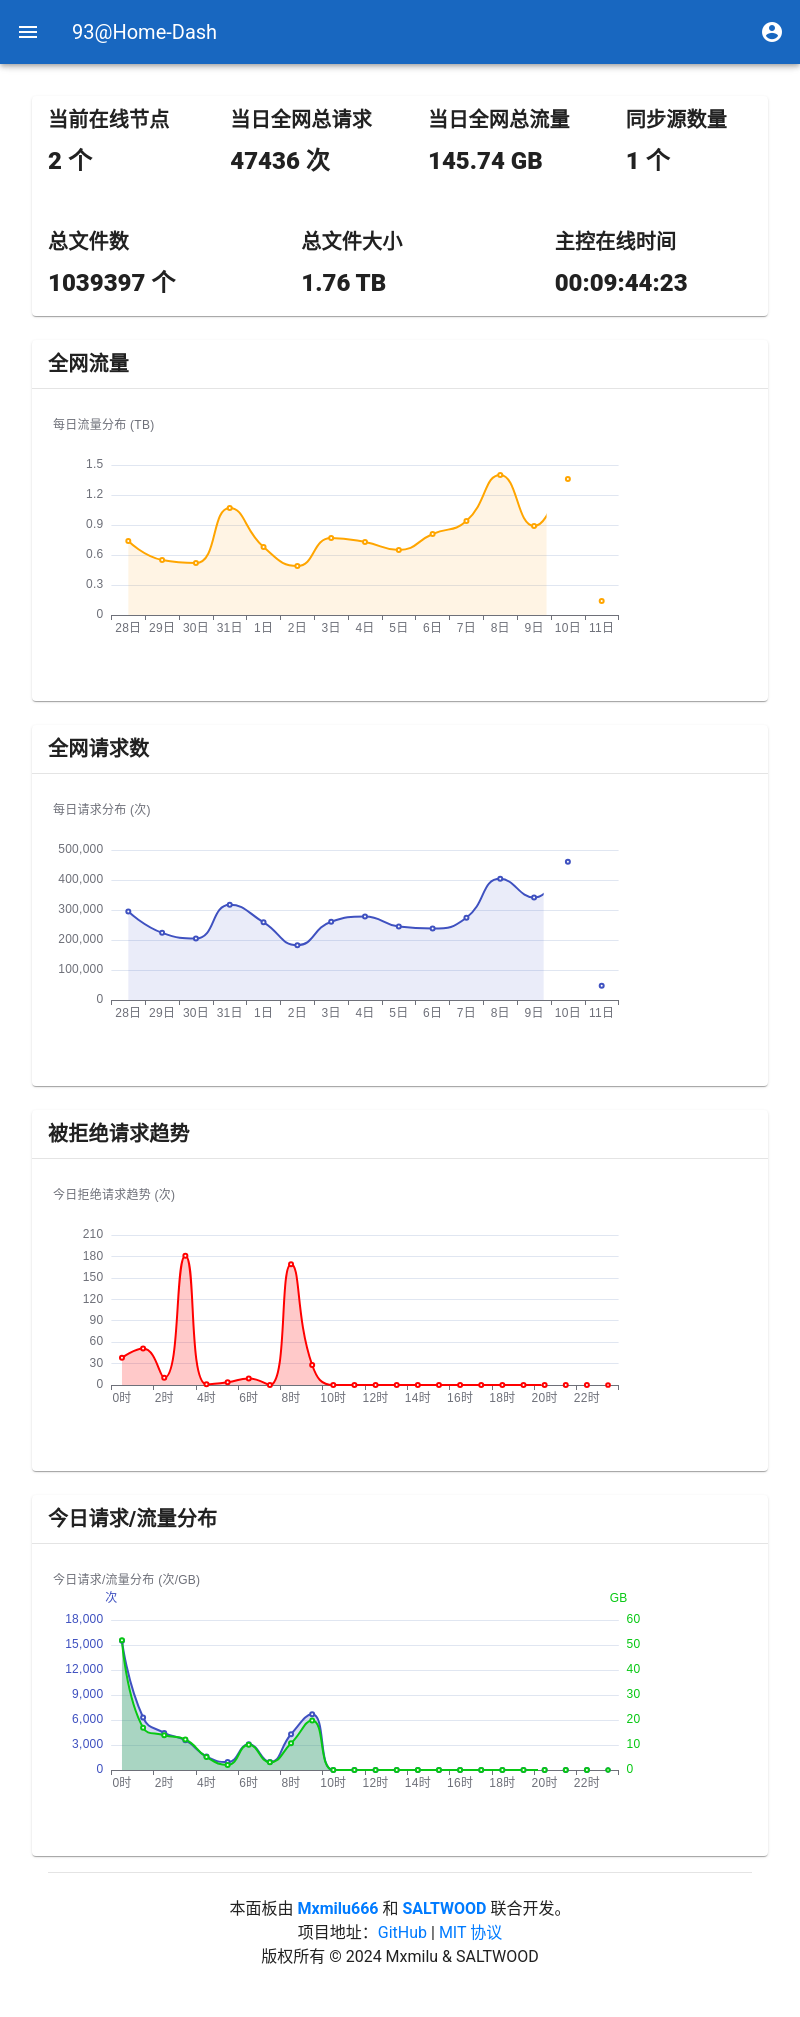 93@Home-Dash
当前在线节点 当日全网总请求 当日全网总流量 同步源数量
2 个 47436 次 145.74 GB 1 个
总文件数 总文件大小 主控在线时间
1039397 个 1.76 TB 00:09:44:23
全网流量
每日流量分布 (TB)
1.5
1.2
0.9
0.6
0.3
0
28日 29日 30日 31日 1日 2日 3日 4日 5日 6日 7日 8日 9日 10日 11日
全网请求数
每日请求分布 (次)
500,000
400,000
300,000
200,000
100,000
0
28日 29日 30日 31日 1日 2日 3日 4日 5日 6日 7日 8日 9日 10日 11日
被拒绝请求趋势
今日拒绝请求趋势 (次)
210
180
150
120
90
60
30
0
0时 2时 4时 6时 8时 10时 12时 14时 16时 18时 20时 22时
今日请求/流量分布
今日请求/流量分布 (次/GB)
次 GB
18,000 60
15,000 50
12,000 40
9,000 30
6,000 20
3,000 10
0 0
0时 2时 4时 6时 8时 10时 12时 14时 16时 18时 20时 22时
本面板由 Mxmilu666 和 SALTWOOD 联合开发。
项目地址：GitHub | MIT 协议
版权所有 © 2024 Mxmilu & SALTWOOD